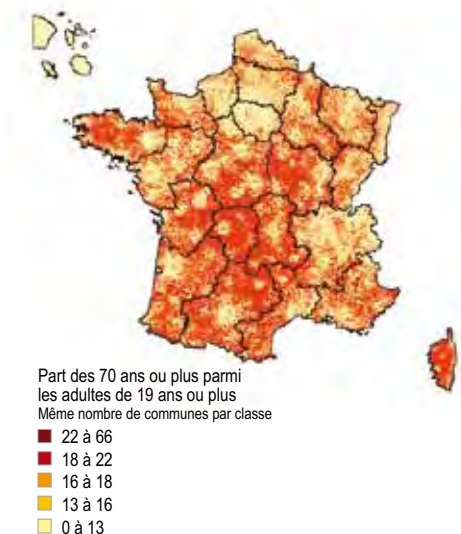 Part des 70 ans ou plus parmi
les adultes de 19 ans ou plus
Même nombre de communes par classe
22 à 66
18 à 22
16 à 18
13 à 16
0 à 13